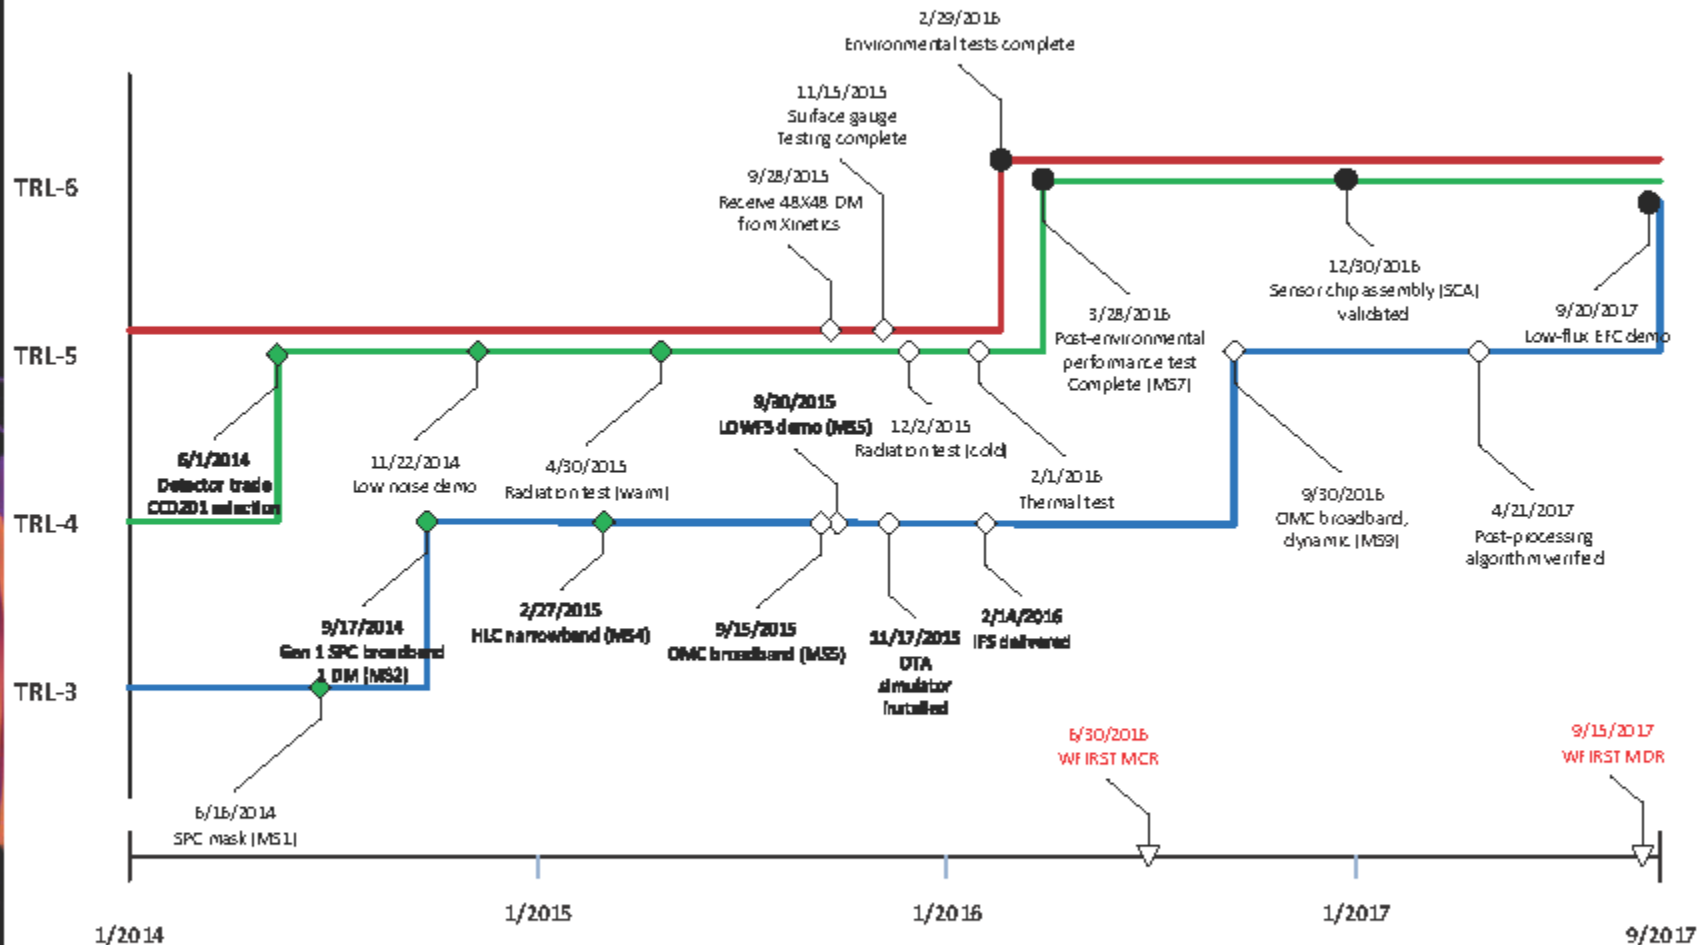 2/29/2016
Environmental tests complete
11/15/2015
Surface gauge
Testing complete
9/28/2015
Receive 48X48 DM
from Xinetics
TRL-6
12/30/2016
Sensor chip assembly (SCA)
validated
9/20/2017
Low-flux EFC demo
3/28/2016
Post-environmental
performance test
Complete (MS7)
TRL-5
9/30/2015
LOWFS demo (MS5)
12/2/2015
Radiation test (cold)
6/1/2014
Detector trade
CCD201 selection
11/22/2014
Low noise demo
4/30/2015
Radiation test (warm)
2/1/2016
Thermal test
9/30/2016
OMC broadband,
dynamic (MS9)
4/21/2017
Post-processing
algorithm verified
TRL-4
9/17/2014
Gen 1 SPC broadband
1 DM (MS2)
2/27/2015
HLC narrowband (MS4)
9/15/2015
OMC broadband (MS5)
11/17/2015
OTA
simulator
installed
2/14/2016
IFS delivered
TRL-3
6/16/2014
SPC mask (MS1)
6/30/2016
WFIRST MCR
9/15/2017
WFIRST MDR
1/2014
1/2015
1/2016
1/2017
9/2017